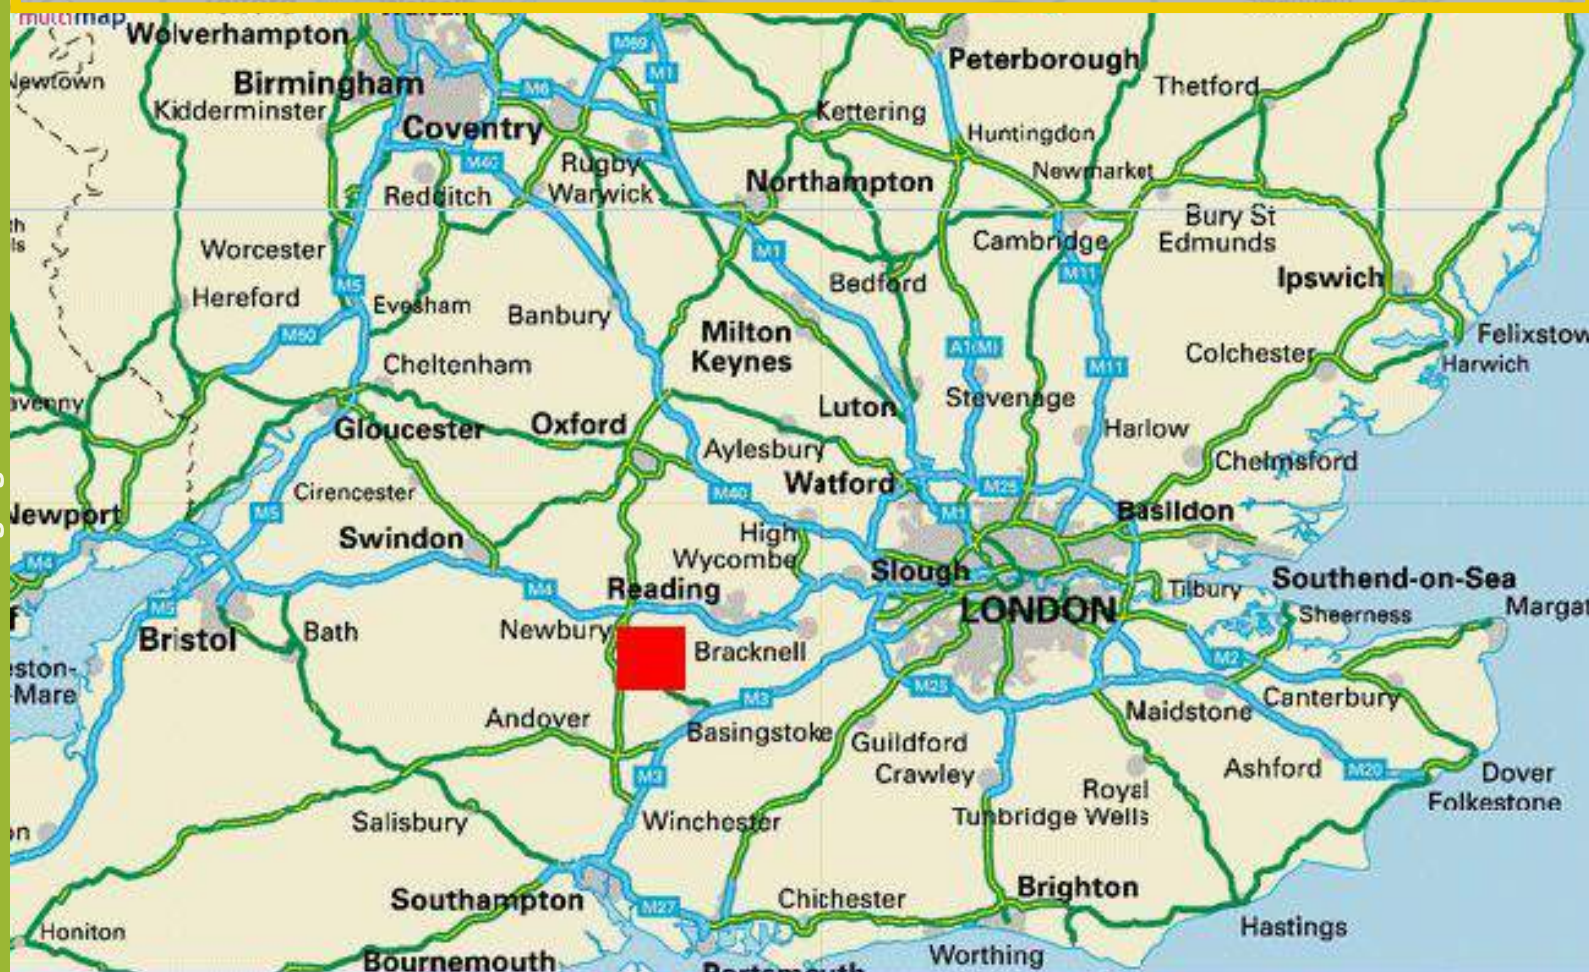 multimap
Wolverhampton
Peterborough
M69
M1
Newtown
Birmingham
M6
Thetford
Kidderminster
Kettering
Coventry
Huntingdon
M40
Rugby
Newmarket
Redditch
Warwick
Northampton
Bury St
Edmunds
Worcester
M1
Cambridge
M11
Bedford
Ipswich
M5
Hereford
Evesham
Banbury
M50
Milton
Keynes
A1(M)
Felixstow
Colchester
Harwich
Cheltenham
M11
avenny
Luton
Stevenage
Gloucester
Oxford
Harlow
Aylesbury
Chelmsford
Cirencester
Watford
M25
M40
M5
M1
Newport
Basildon
Swindon
High
Wycombe
M4
Slough
Southend-on-Sea
M4
Reading
Tilbury
M5
LONDON
Sheerness
Margat
Bristol
Bath
Newbury
Bracknell
M2
eston-
-Mare
M3
M25
Canterbury
Andover
Maidstone
Basingstoke
Guildford
Crawley
M3
Ashford
M20
Dover
Folkestone
Royal
Tunbridge Wells
Salisbury
Winchester
Brighton
Southampton
M27
Chichester
Hastings
Honiton
Worthing
Bournemouth
Portsmouth